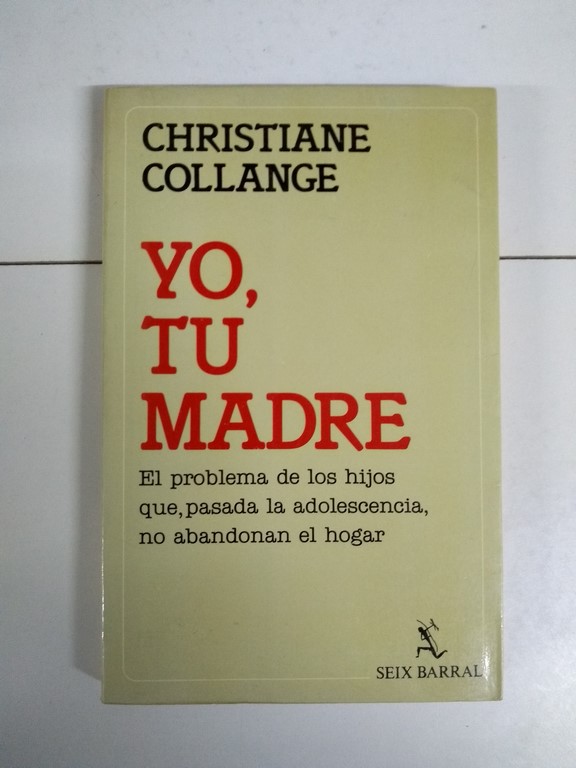 CHRISTIANE
COLLANGE
YO,
TU
MADRE
El problema de los hijos
que, pasada la adolescencia,
no abandonan el hogar
SEIX BARRAL